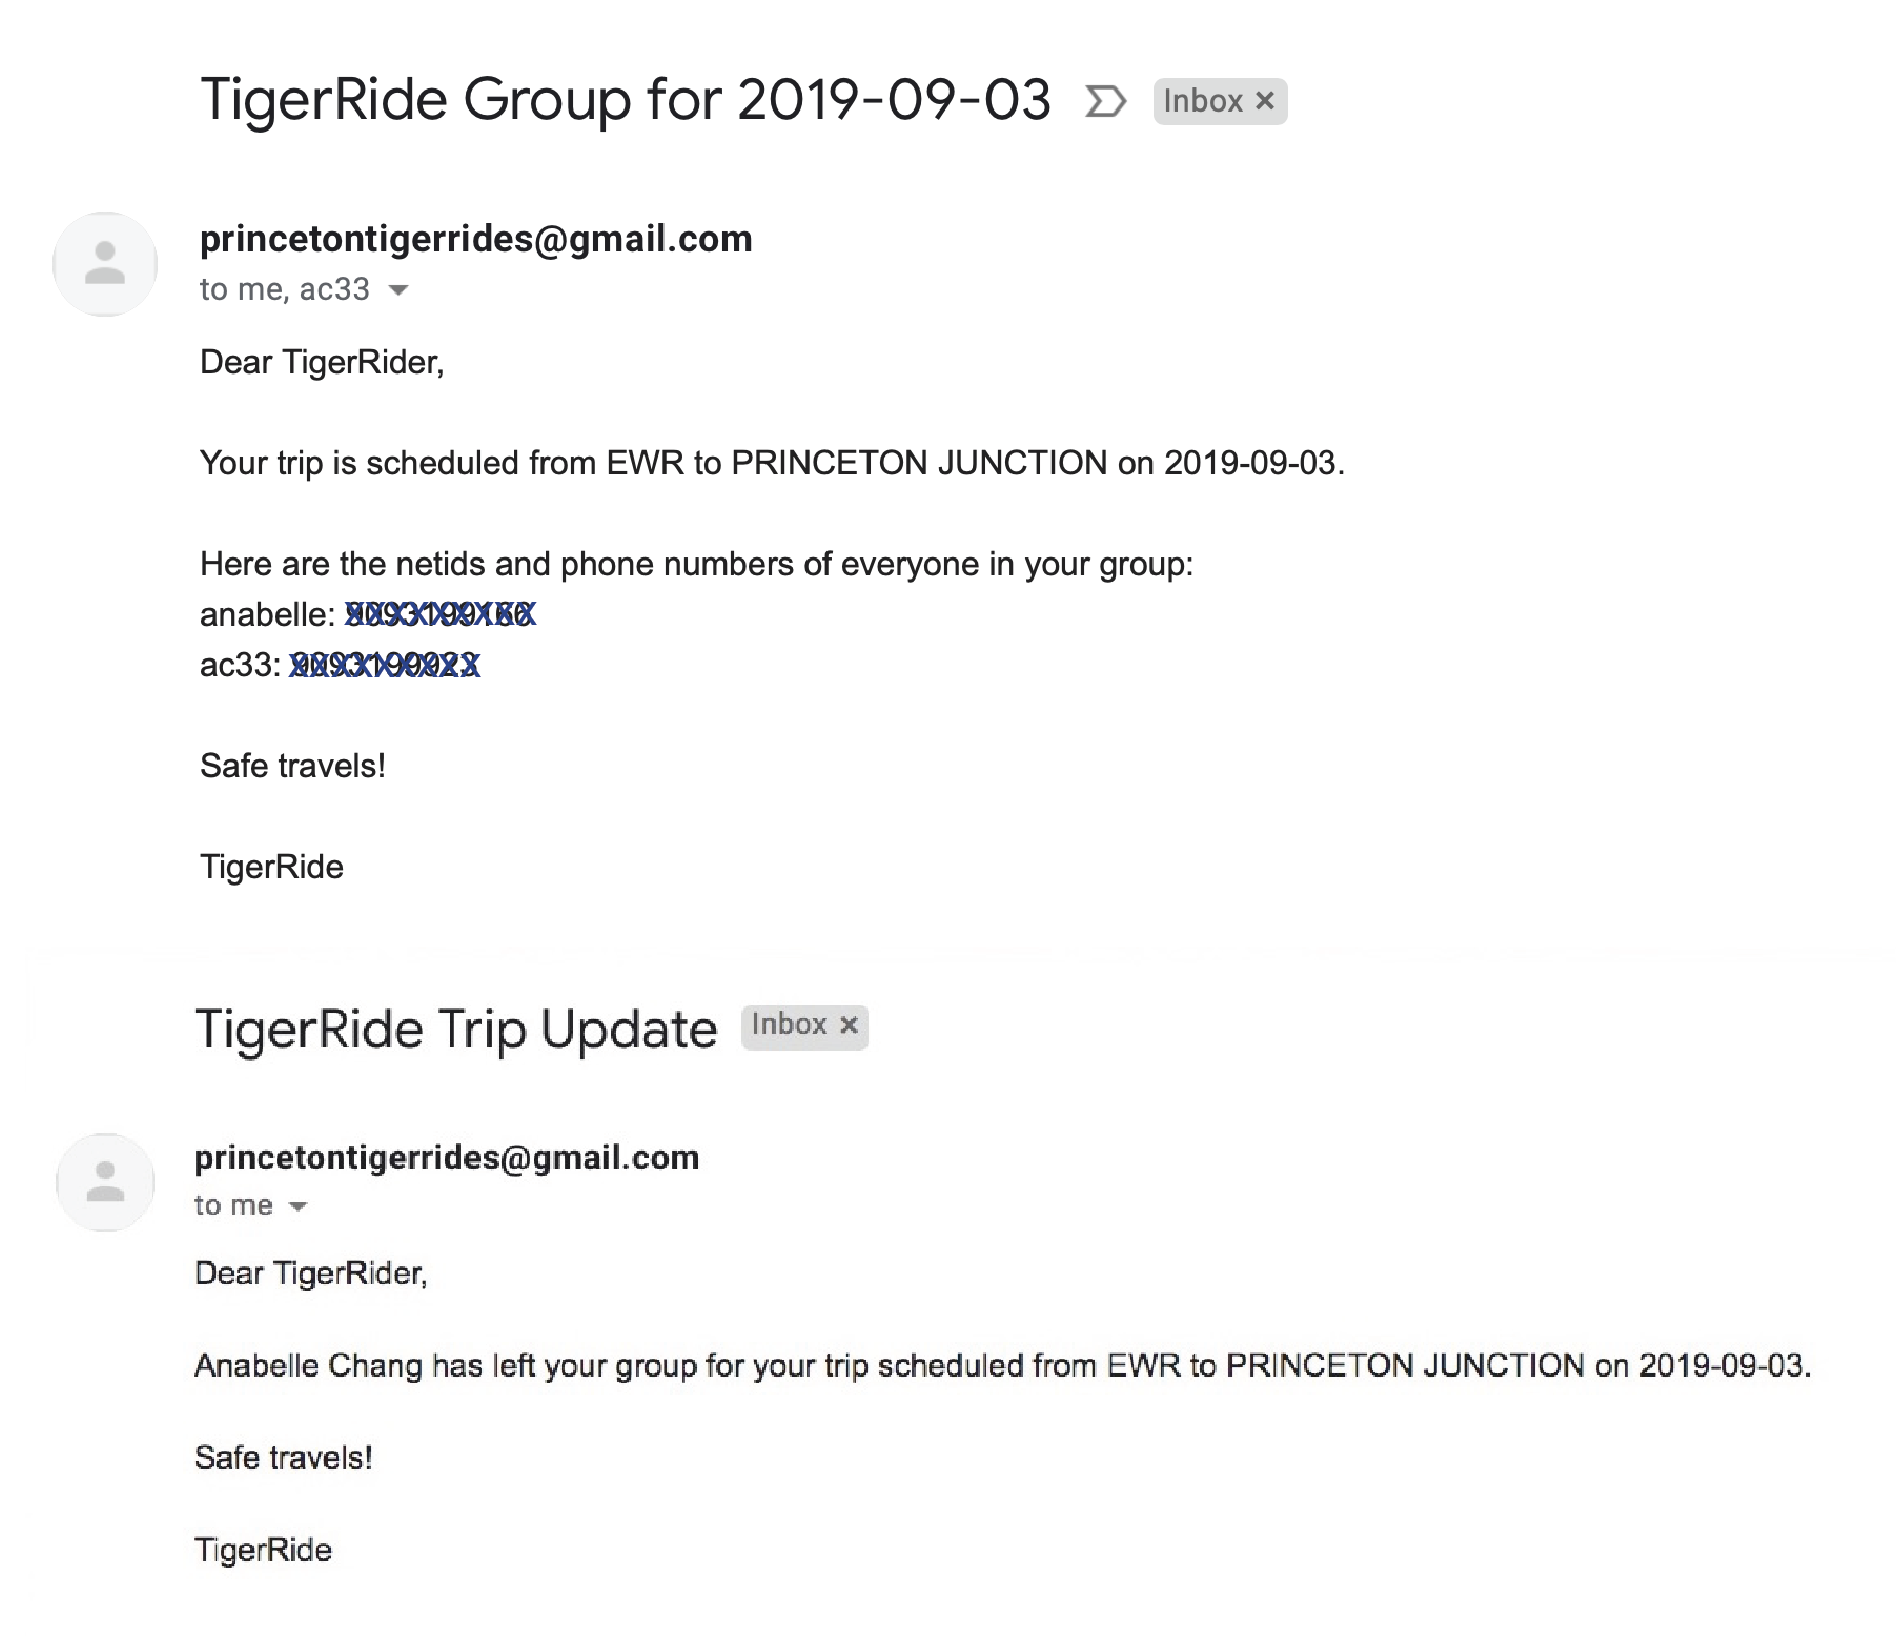 TigerRide Group for 2019-09-03 Inbox ×
princetontigerrides@gmail.com
to me, ac33
Dear TigerRider,
Your trip is scheduled from EWR to PRINCETON JUNCTION on 2019-09-03.
Here are the netids and phone numbers of everyone in your group:
anabelle:
ac33:
Safe travels!
TigerRide
TigerRide Trip Update Inbox ×
princetontigerrides@gmail.com
to me
Dear TigerRider,
Anabelle Chang has left your group for your trip scheduled from EWR to PRINCETON JUNCTION on 2019-09-03.
Safe travels!
TigerRide